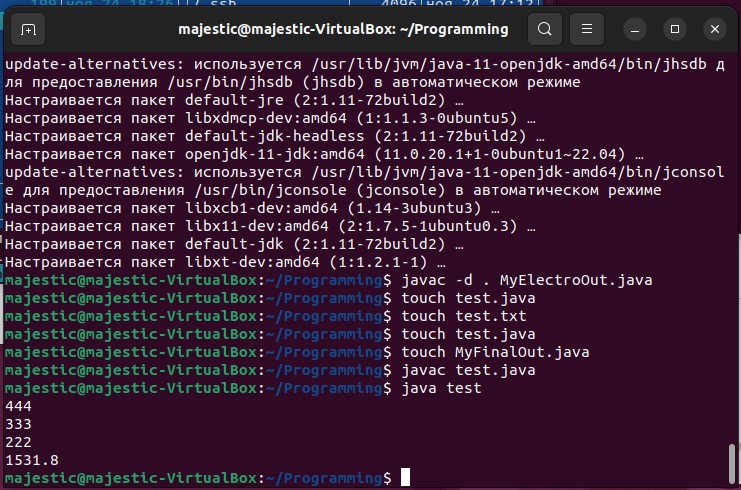 majestic@majestic-VirtualBox: ~/Programming
update-alternatives: используется /usr/lib/jvm/java-11-openjdk-amd64/bin/jhsdb д
ля предоставления /usr/bin/jhsdb (jhsdb) в автоматическом режиме
Настраивается пакет default-jre (2:1.11-72build2) …
Настраивается пакет libxdmcp-dev:amd64 (1:1.1.3-0ubuntu5) …
Настраивается пакет default-jdk-headless (2:1.11-72build2) …
Настраивается пакет openjdk-11-jdk:amd64 (11.0.20.1+1-0ubuntu1~22.04) …
update-alternatives: используется /usr/lib/jvm/java-11-openjdk-amd64/bin/jconsol
e для предоставления /usr/bin/jconsole (jconsole) в автоматическом режиме
Настраивается пакет libxcb1-dev:amd64 (1.14-3ubuntu3) …
Настраивается пакет libx11-dev:amd64 (2:1.7.5-1ubuntu0.3) …
Настраивается пакет default-jdk (2:1.11-72build2) …
Настраивается пакет libxt-dev:amd64 (1:1.2.1-1) …
majestic@majestic-VirtualBox:~/Programming$ javac -d . MyElectroOut.java
majestic@majestic-VirtualBox:~/Programming$ touch test.java
majestic@majestic-VirtualBox:~/Programming$ touch test.txt
majestic@majestic-VirtualBox:~/Programming$ touch test.java
majestic@majestic-VirtualBox:~/Programming$ touch MyFinalOut.java
majestic@majestic-VirtualBox:~/Programming$ javac test.java
majestic@majestic-VirtualBox:~/Programming$ java test
444
333
222
1531.8
majestic@majestic-VirtualBox:~/Programming$